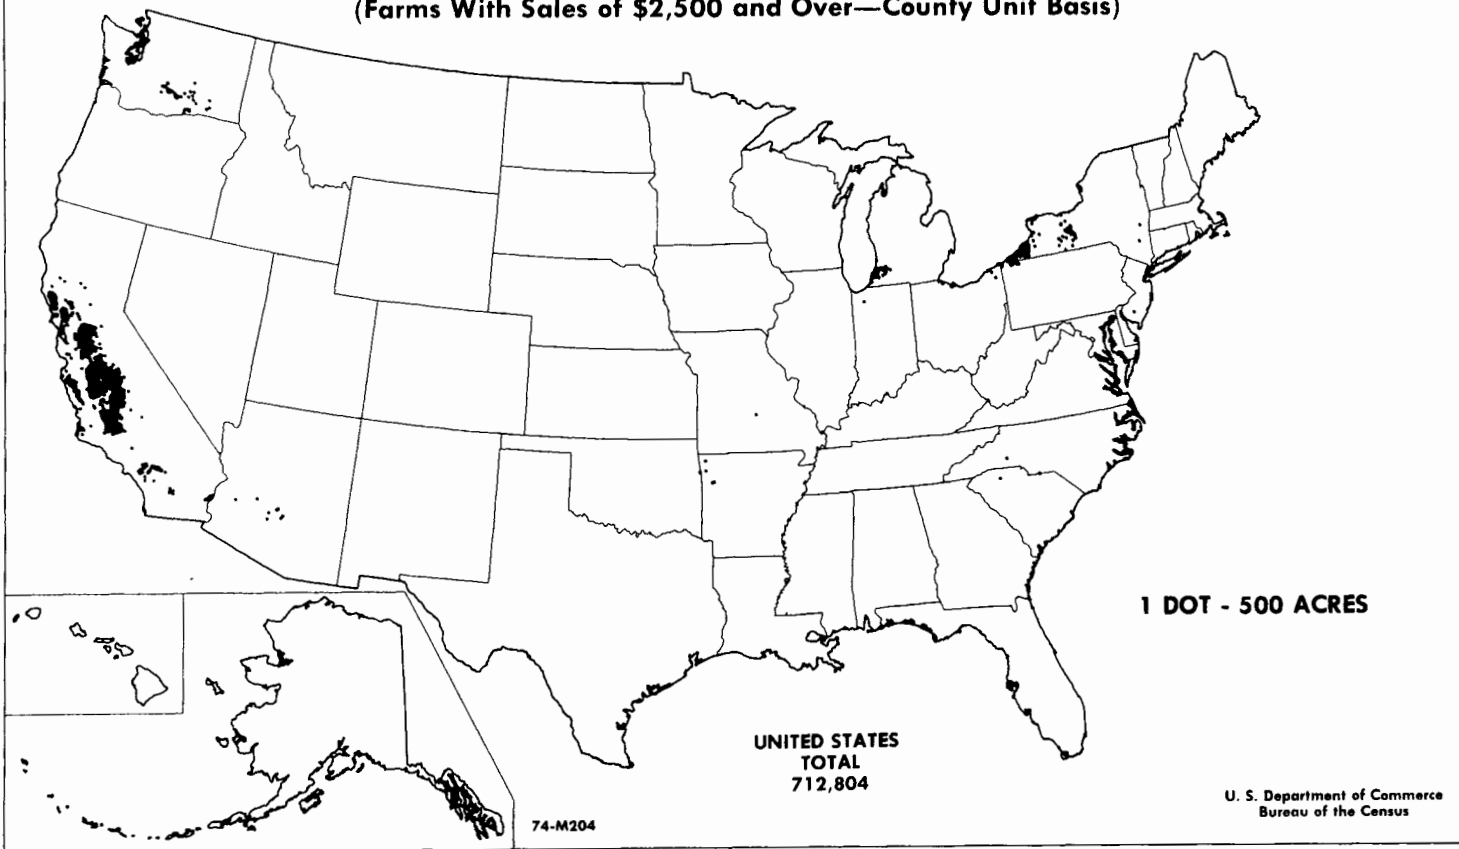 (Farms With Sales of $2,500 and Over—County Unit Basis)
1 DOT - 500 ACRES
UNITED STATES
TOTAL
712,804
U. S. Department of Commerce
Bureau of the Census
74-M204